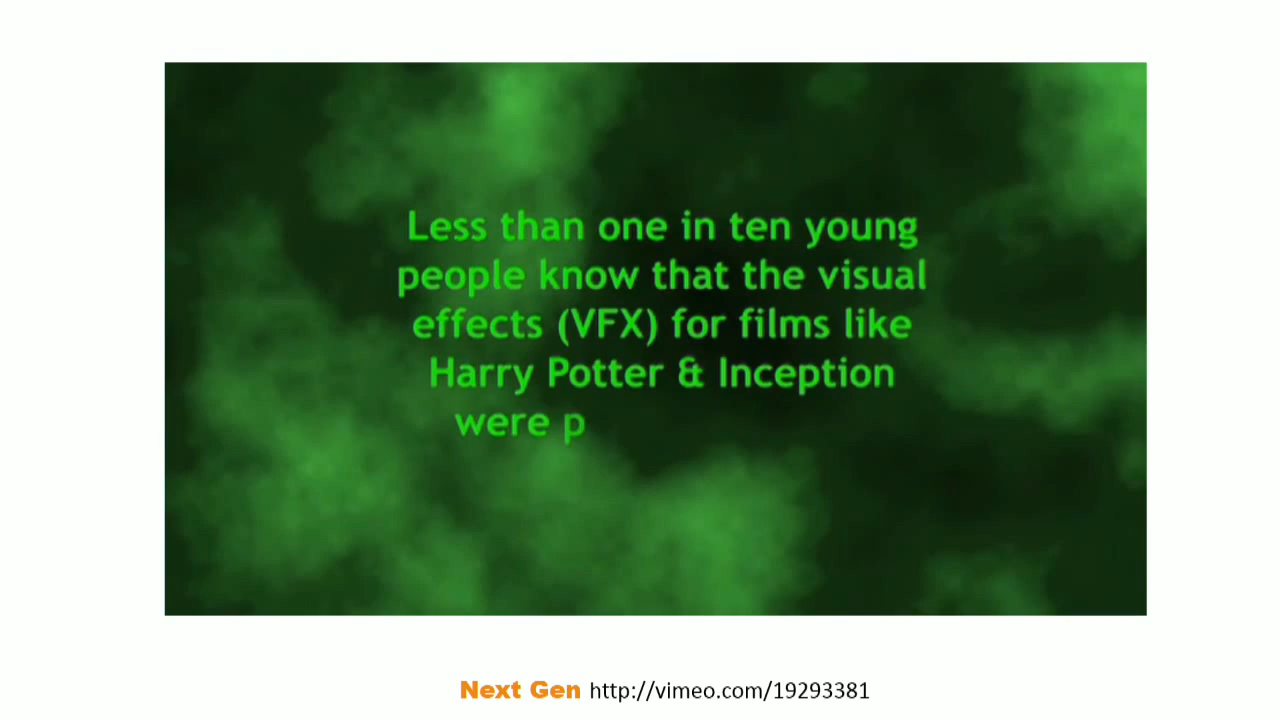 Less than one in ten young
people know that the visual
effects (VFX) for films like
Harry Potter & Inception
were p
Next Gen http://vimeo.com/19293381